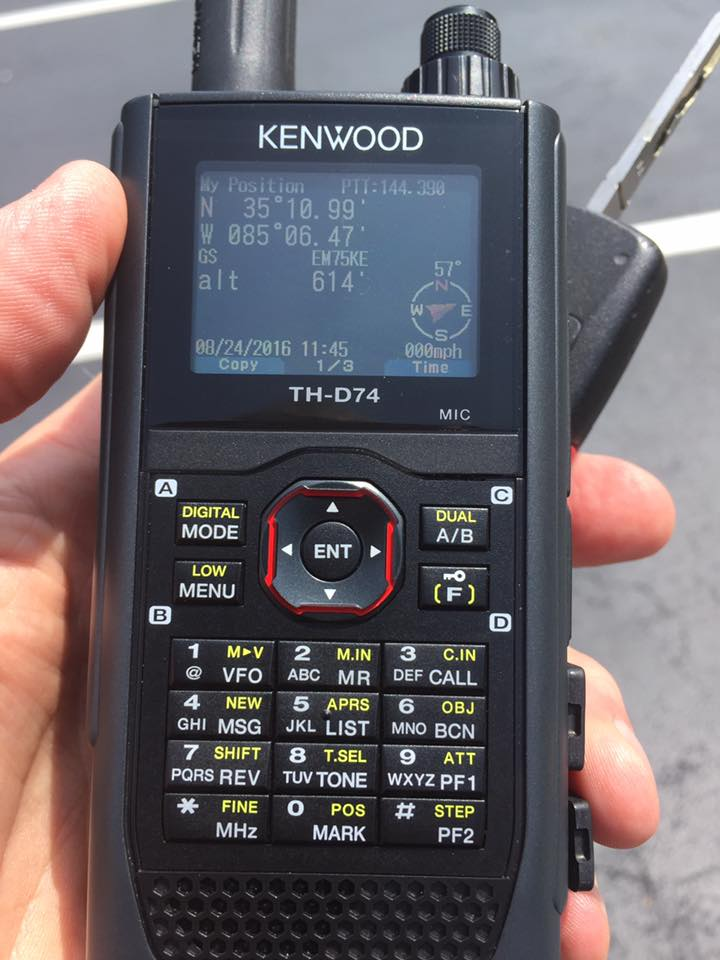 KENWOOD
My Position PTT:144.390
N 35°10.99'
W 085°06.47'
GS EM75KE
alt 614'
57°
N
W E
S
08/24/2016 11:45 000mph
Copy 1/3 Time
TH-D74
MIC
A C
DIGITAL DUAL
MODE A/B
ENT
LOW
MENU (F)
B D
1 M►V 2 M.IN 3 C.IN
@ VFO ABC MR DEF CALL
4 NEW 5 APRS 6 OBJ
GHI MSG JKL LIST MNO BCN
7 SHIFT 8 T.SEL 9 ATT
PQRS REV TUV TONE WXYZ PF1
* FINE 0 POS # STEP
MHz MARK PF2